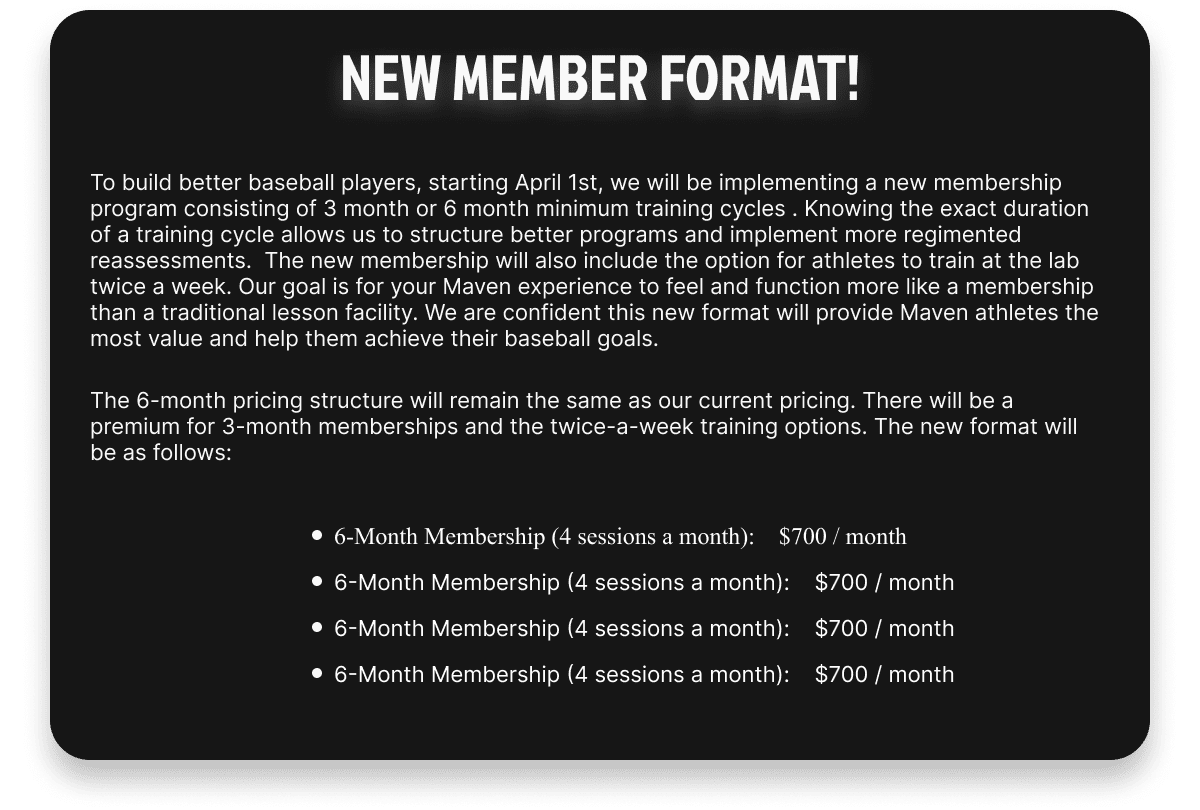 NEW MEMBER FORMAT!
To build better baseball players, starting April 1st, we will be implementing a new membership
program consisting of 3 month or 6 month minimum training cycles . Knowing the exact duration
of a training cycle allows us to structure better programs and implement more regimented
reassessments.  The new membership will also include the option for athletes to train at the lab
twice a week. Our goal is for your Maven experience to feel and function more like a membership
than a traditional lesson facility. We are confident this new format will provide Maven athletes the
most value and help them achieve their baseball goals.
The 6-month pricing structure will remain the same as our current pricing. There will be a
premium for 3-month memberships and the twice-a-week training options. The new format will
be as follows:
• 6-Month Membership (4 sessions a month):    $700 / month
• 6-Month Membership (4 sessions a month):    $700 / month
• 6-Month Membership (4 sessions a month):    $700 / month
• 6-Month Membership (4 sessions a month):    $700 / month